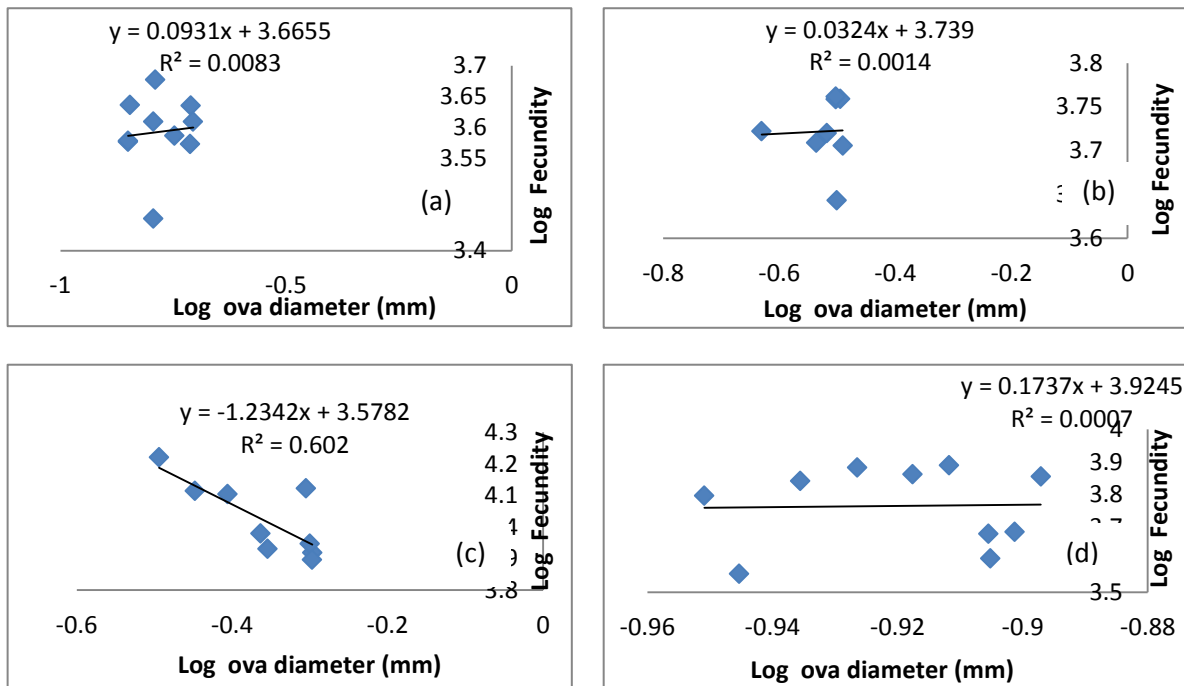 y = 0.0931x + 3.6655
R² = 0.0083
3.7
3.65
3.6
3.55
3.4
Log Fecundity
(a)
-1
-0.5
0
Log ova diameter (mm)
y = 0.0324x + 3.739
R² = 0.0014
3.8
3.75
3.7
3.6
Log Fecundity
(b)
-0.8
-0.6
-0.4
-0.2
0
Log ova diameter (mm)
y = -1.2342x + 3.5782
R² = 0.602
4.3
4.2
4.1
4
9
3.8
Log Fecundity
(c)
-0.6
-0.4
-0.2
0
Log ova diameter (mm)
y = 0.1737x + 3.9245
R² = 0.0007
4
3.9
3.8
3.7
3.5
Log Fecundity
(d)
-0.96
-0.94
-0.92
-0.9
-0.88
Log ova diameter (mm)